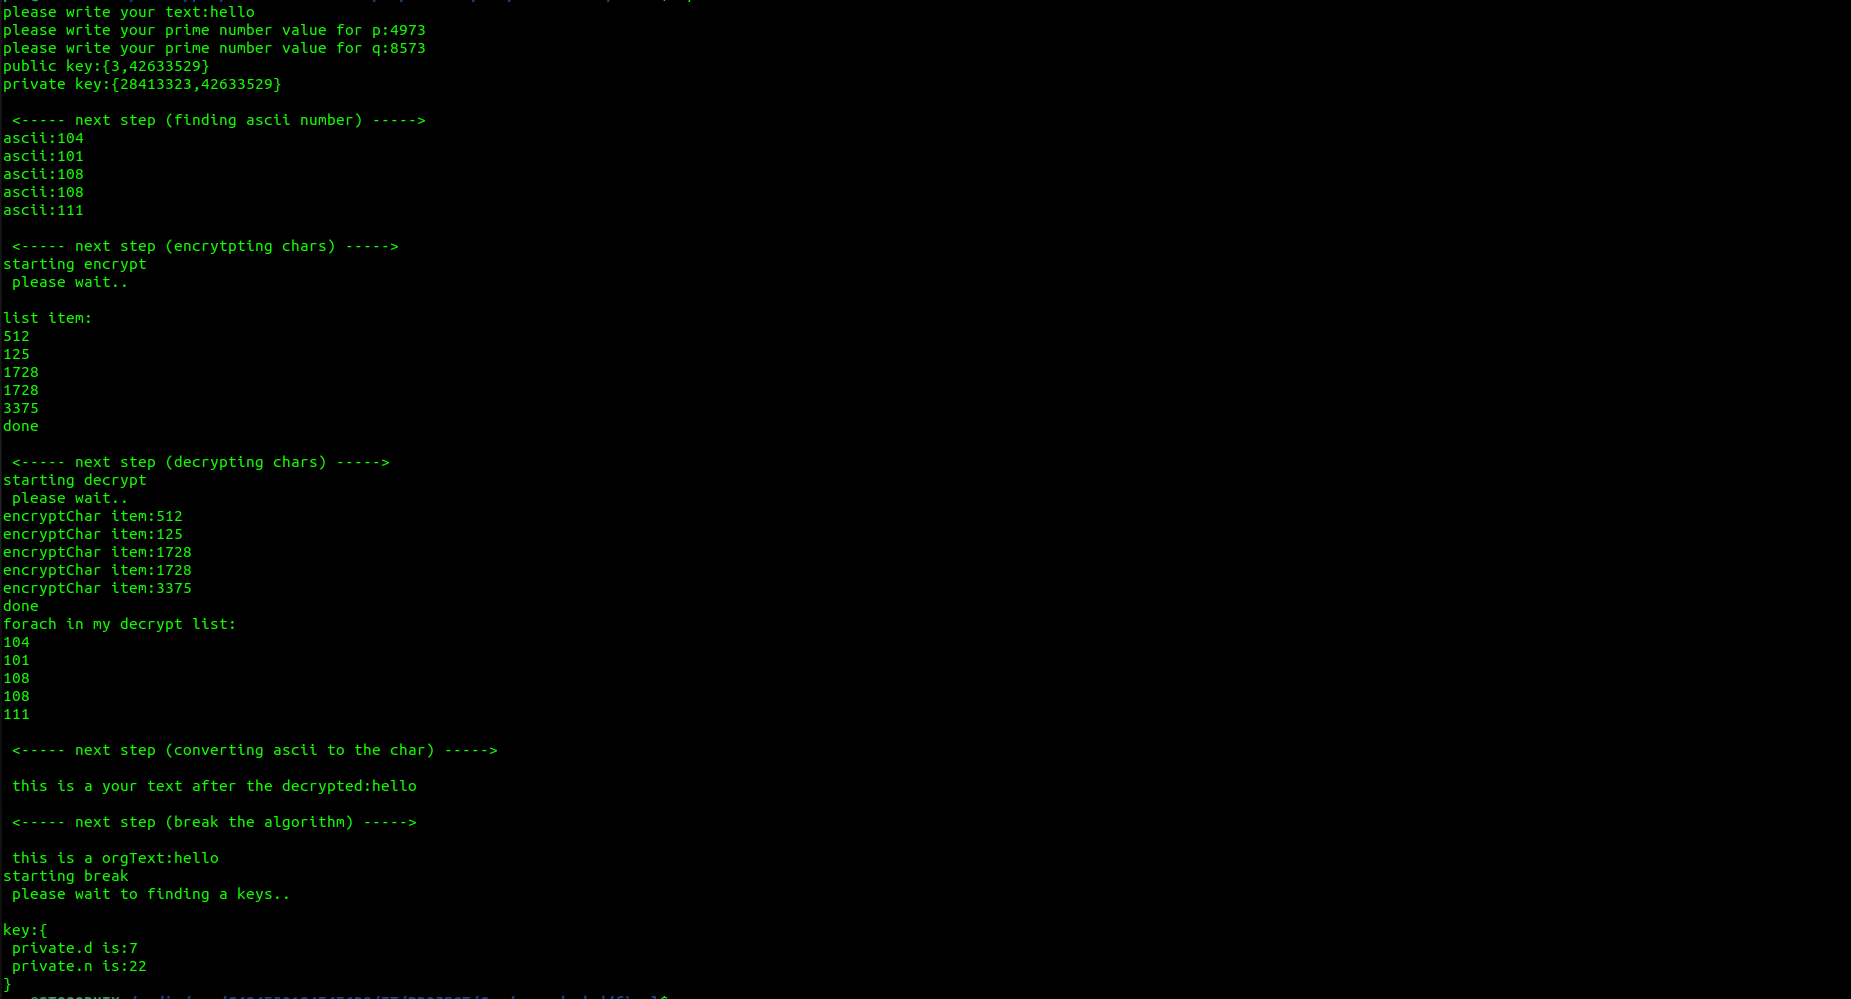 please write your text:hello
please write your prime number value for p:4973
please write your prime number value for q:8573
public key:{3,42633529}
private key:{28413323,42633529}
<----- next step (finding ascii number) ----->
ascii:104
ascii:101
ascii:108
ascii:108
ascii:111
<----- next step (encrytpting chars) ----->
starting encrypt
please wait..
list item:
512
125
1728
1728
3375
done
<----- next step (decrypting chars) ----->
starting decrypt
please wait..
encryptChar item:512
encryptChar item:125
encryptChar item:1728
encryptChar item:1728
encryptChar item:3375
done
forach in my decrypt list:
104
101
108
108
111
<----- next step (converting ascii to the char) ----->
this is a your text after the decrypted:hello
<----- next step (break the algorithm) ----->
this is a orgText:hello
starting break
please wait to finding a keys..
key:{
private.d is:7
private.n is:22
}